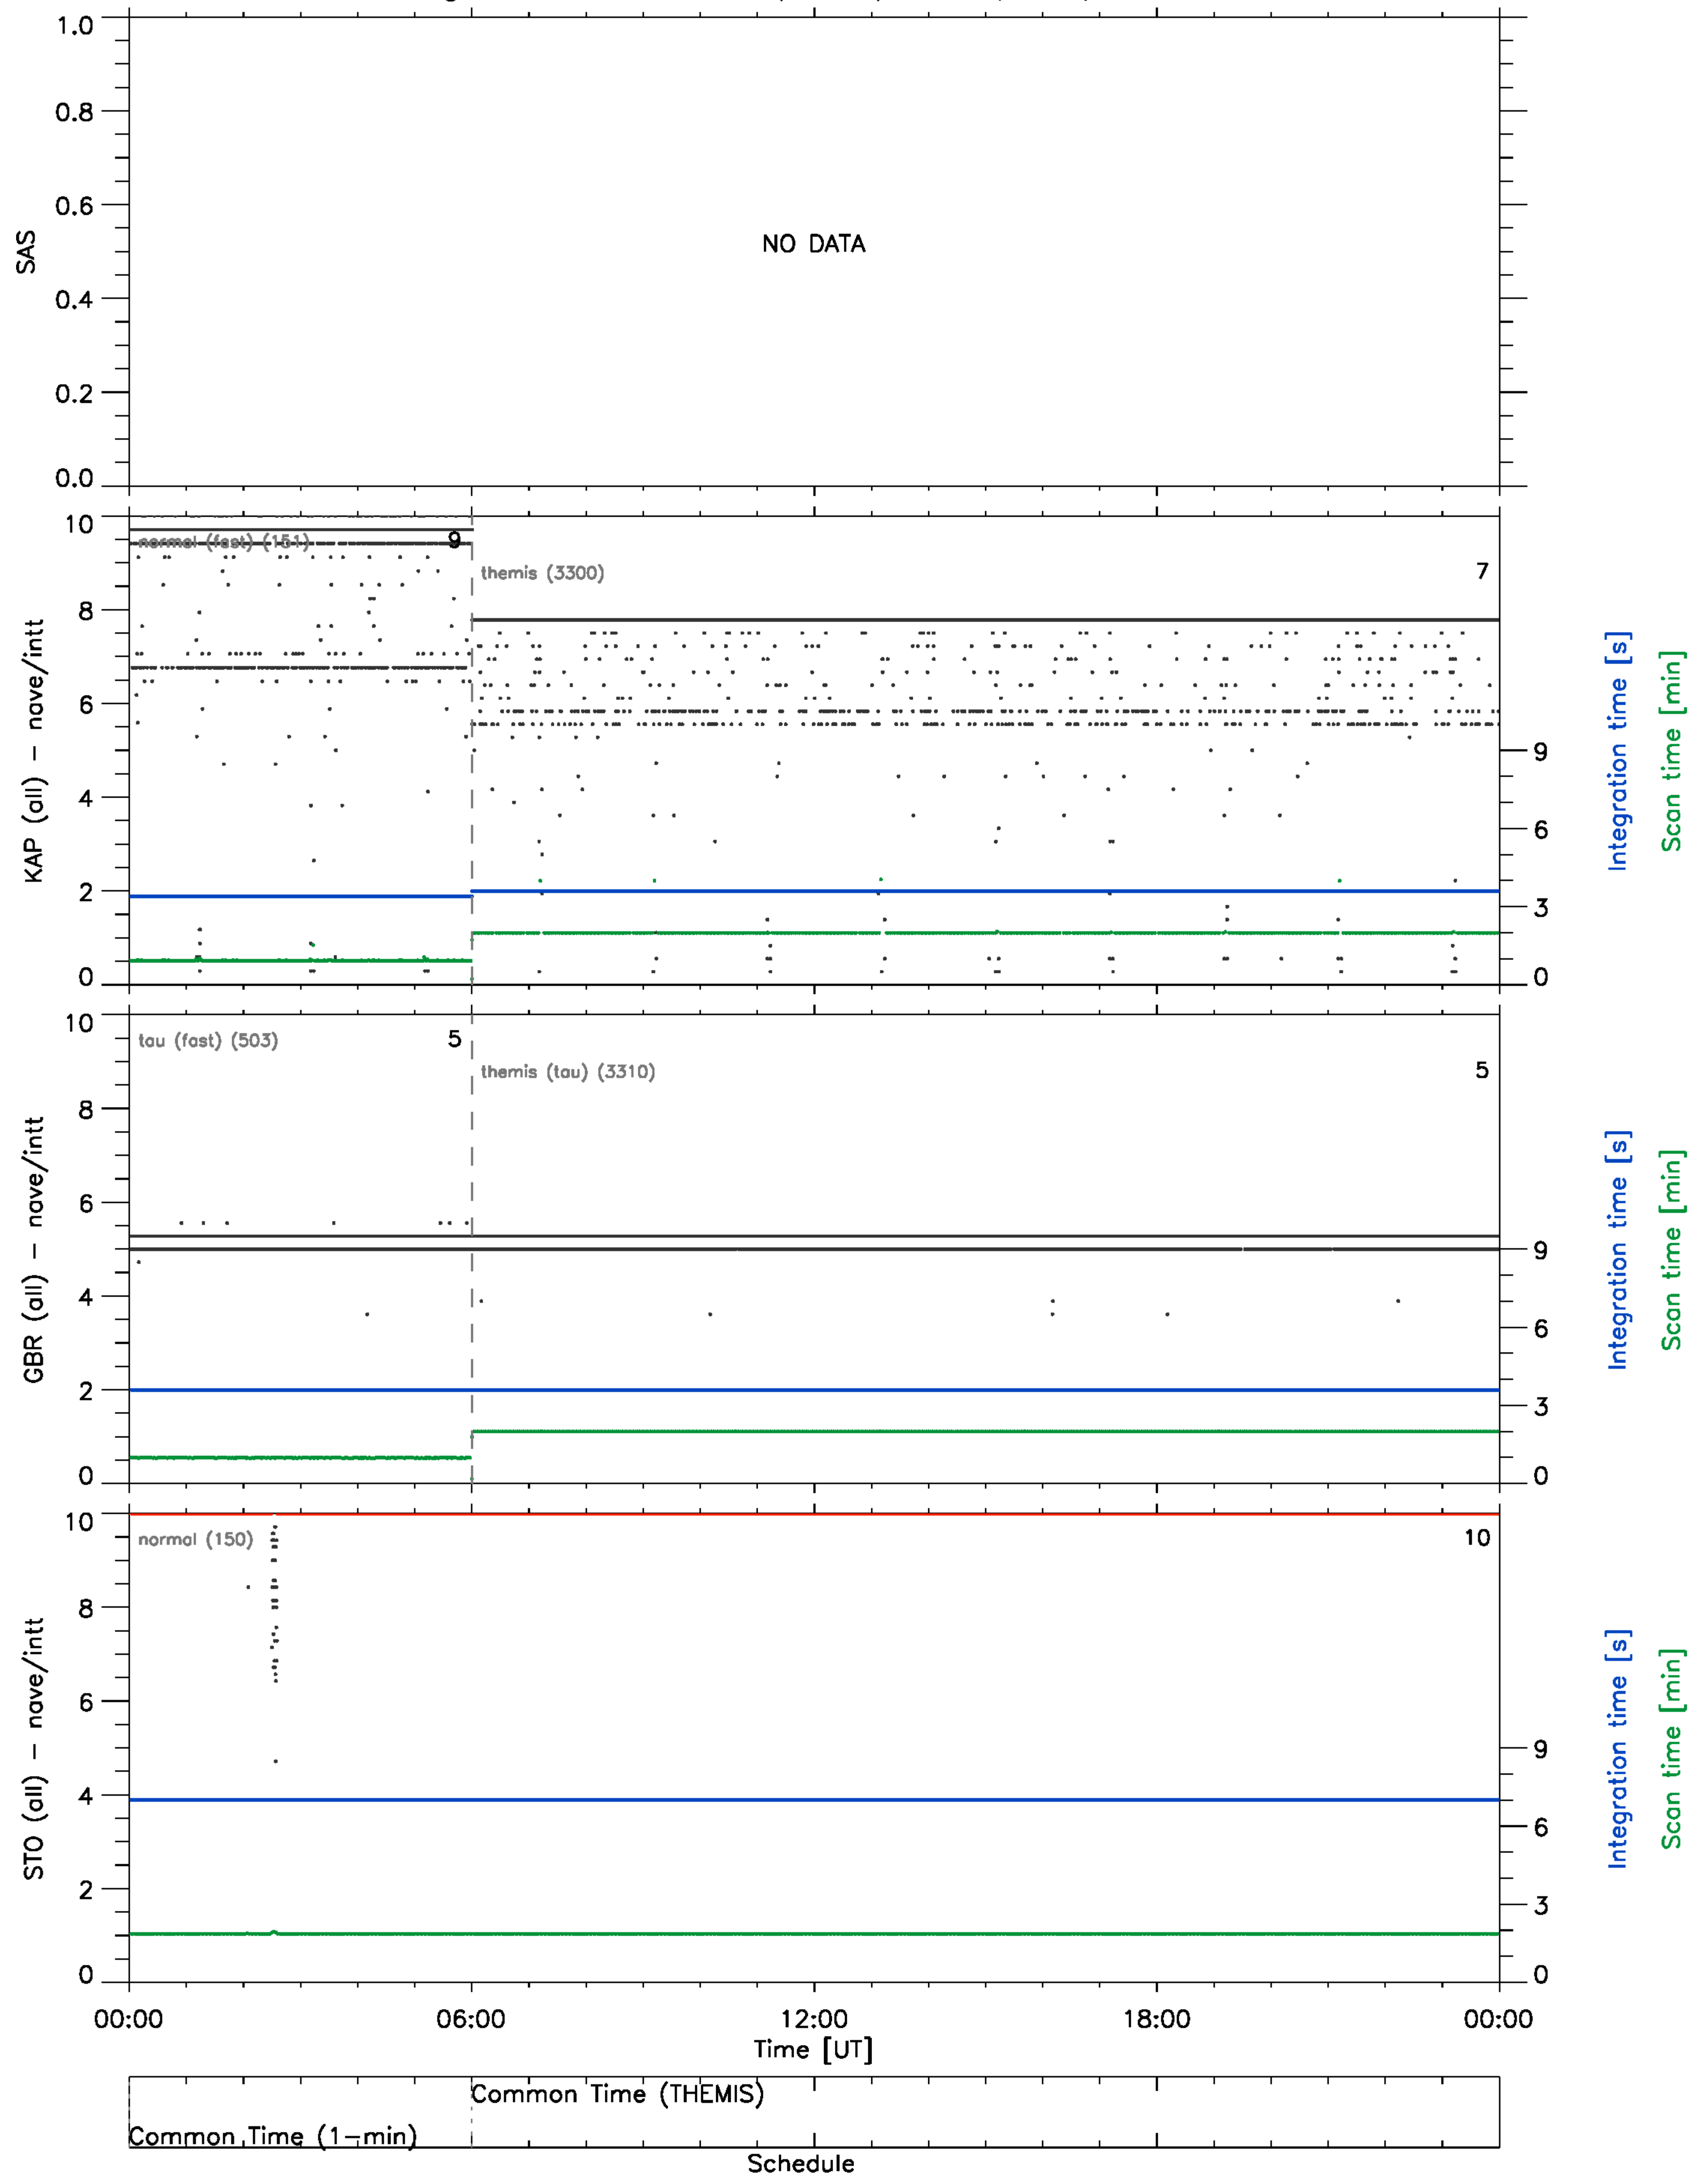 1.0
0.8
0.6
0.4
0.2
0.0
SAS
NO DATA
10
8
6
4
2
0
KAP (all) – nave/intt
normal (fast) (151)
9
themis (3300)
7
9
6
3
0
Integration time [s]
Scan time [min]
10
8
6
4
2
0
GBR (all) – nave/intt
tau (fast) (503)
5
themis (tau) (3310)
5
9
6
3
0
Integration time [s]
Scan time [min]
10
8
6
4
2
0
STO (all) – nave/intt
normal (150)
10
9
6
3
0
Integration time [s]
Scan time [min]
00:00 06:00 12:00 18:00 00:00
Time [UT]
Common Time (THEMIS)
Common Time (1–min)
Schedule